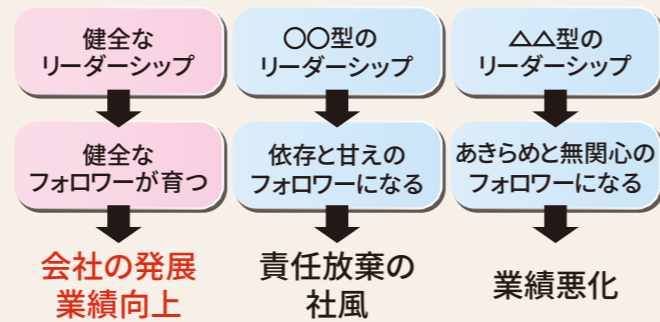 健全な
リーダーシップ
健全な
フォロワーが育つ
会社の発展
業績向上
〇〇型の
リーダーシップ
依存と甘えの
フォロワーになる
責任放棄の
社風
△△型の
リーダーシップ
あきらめと無関心の
フォロワーになる
業績悪化